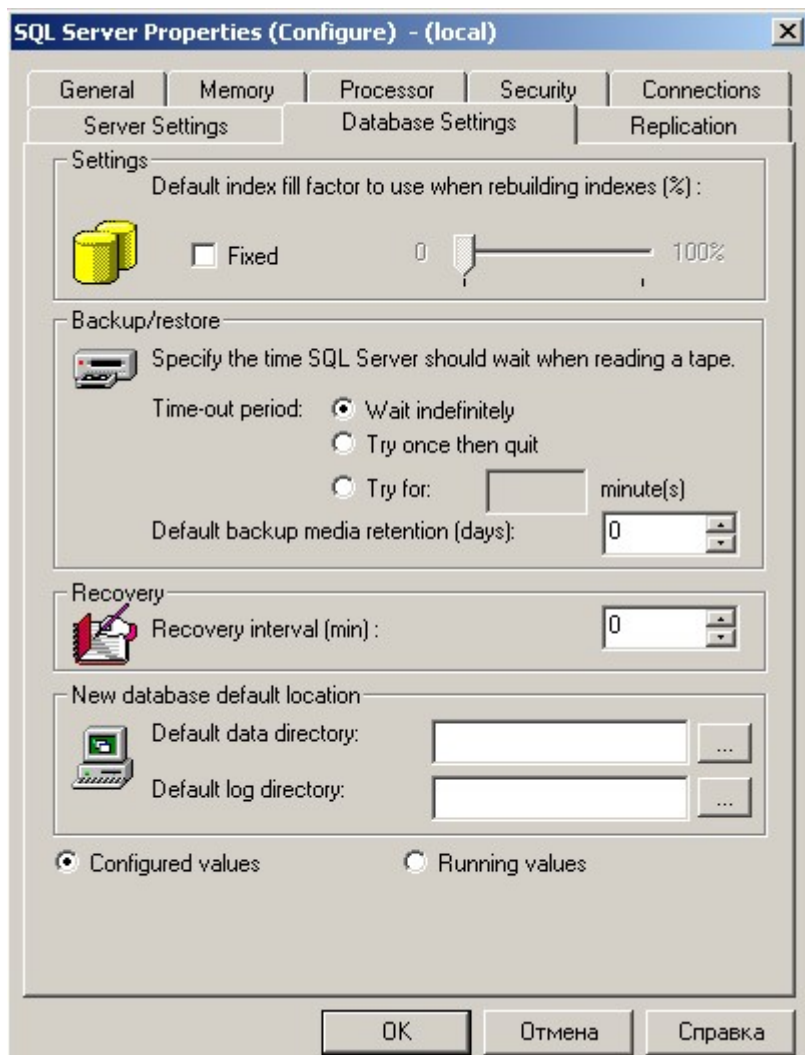 SQL Server Properties (Configure) - (local)
General Memory Processor Security Connections
Server Settings Database Settings Replication
Settings
Default index fill factor to use when rebuilding indexes (%) :
Fixed 0 100%
Backup/restore
Specify the time SQL Server should wait when reading a tape.
Time-out period: Wait indefinitely
Try once then quit
Try for: minute(s)
Default backup media retention (days): 0
Recovery
Recovery interval (min) : 0
New database default location
Default data directory: ...
Default log directory: ...
Configured values Running values
OK Отмена Справка